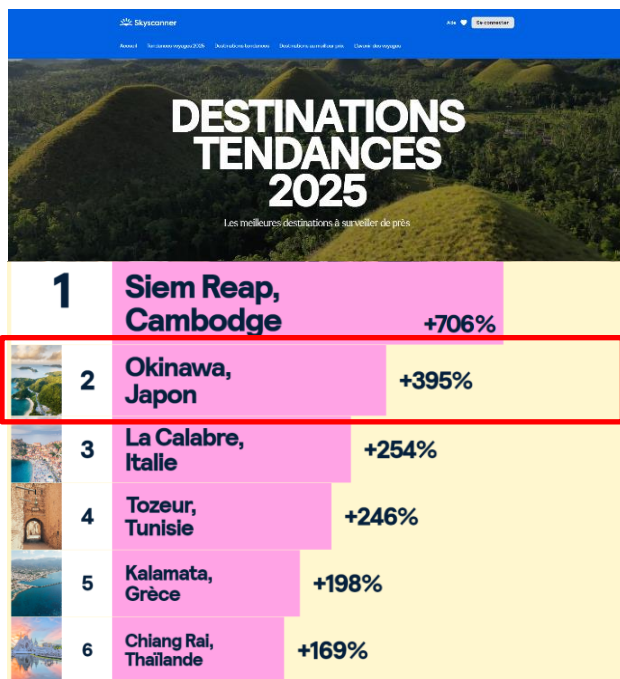 Skyscanner
Aide
Se connecter
Accueil Tendances voyages 2025 Destinations tendances Destinations au meilleur prix L'avenir des voyages
DESTINATIONS
TENDANCES
2025
Les meilleures destinations à surveiller de près
1
Siem Reap,
Cambodge
+706%
2
Okinawa,
Japon
+395%
3
La Calabre,
Italie
+254%
4
Tozeur,
Tunisie
+246%
5
Kalamata,
Grèce
+198%
6
Chiang Rai,
Thaïlande
+169%